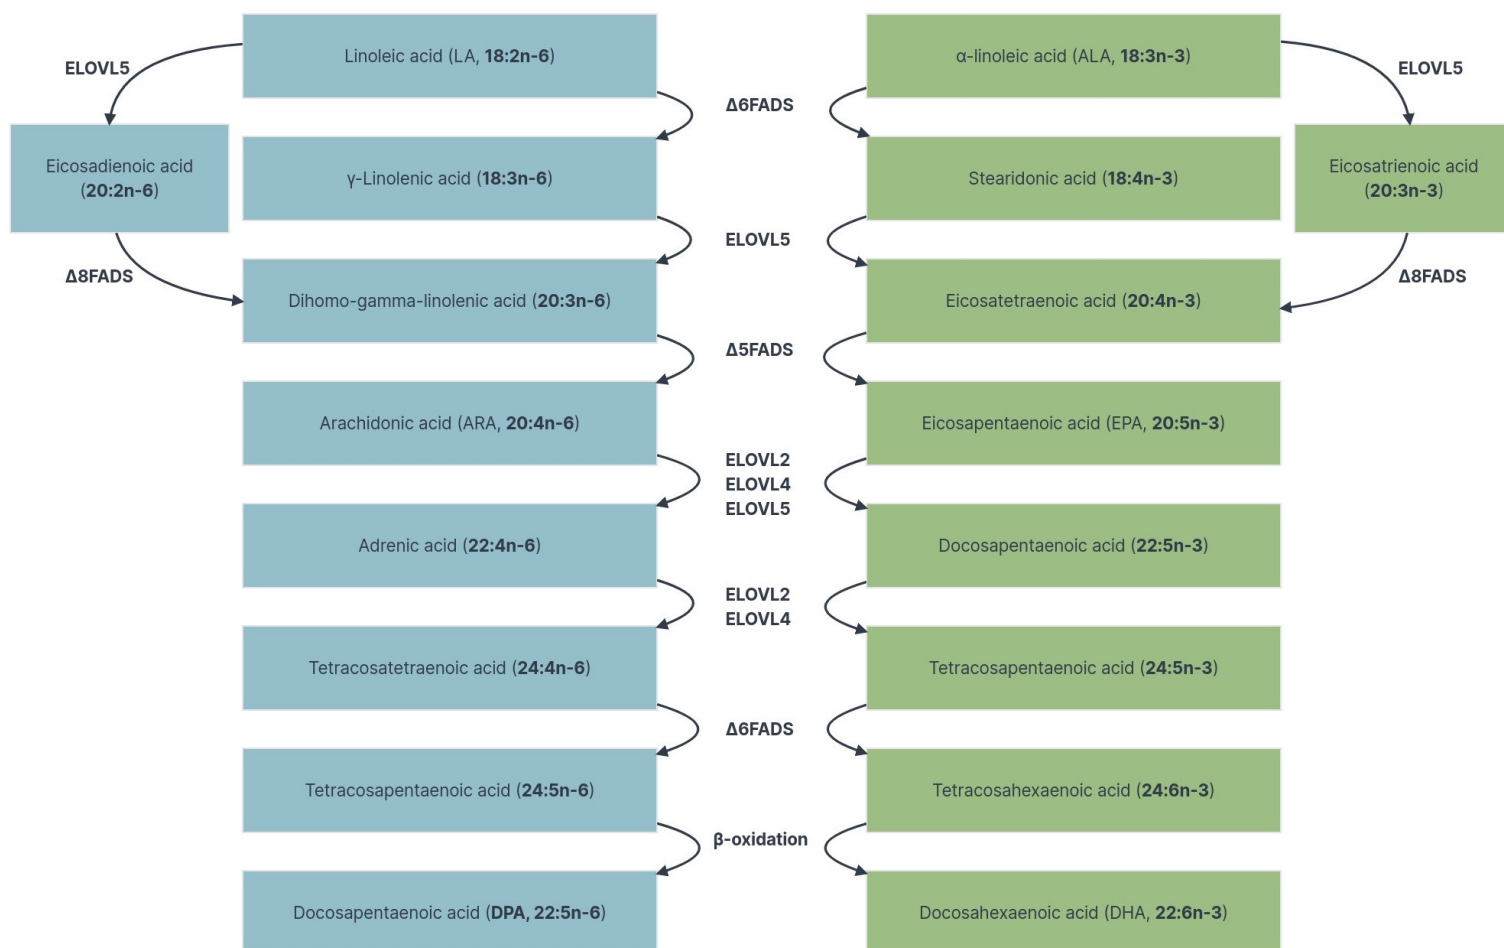 Linoleic acid (LA, 18:2n-6)
α-linoleic acid (ALA, 18:3n-3)
ELOVL5
ELOVL5
Δ6FADS
Eicosadienoic acid
(20:2n-6)
γ-Linolenic acid (18:3n-6)
Stearidonic acid (18:4n-3)
Eicosatrienoic acid
(20:3n-3)
ELOVL5
Δ8FADS
Δ8FADS
Dihomo-gamma-linolenic acid (20:3n-6)
Eicosatetraenoic acid (20:4n-3)
Δ5FADS
Arachidonic acid (ARA, 20:4n-6)
Eicosapentaenoic acid (EPA, 20:5n-3)
ELOVL2
ELOVL4
ELOVL5
Adrenic acid (22:4n-6)
Docosapentaenoic acid (22:5n-3)
ELOVL2
ELOVL4
Tetracosatetraenoic acid (24:4n-6)
Tetracosapentaenoic acid (24:5n-3)
Δ6FADS
Tetracosapentaenoic acid (24:5n-6)
Tetracosahexaenoic acid (24:6n-3)
β-oxidation
Docosapentaenoic acid (DPA, 22:5n-6)
Docosahexaenoic acid (DHA, 22:6n-3)